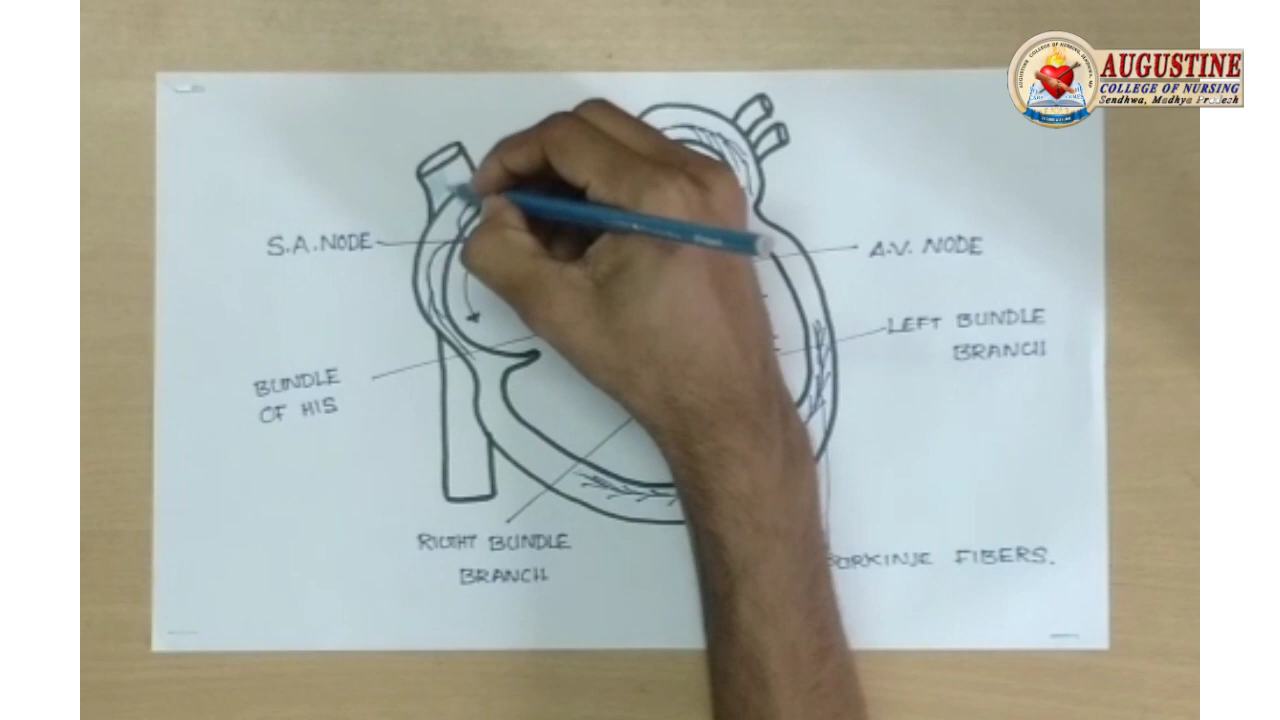 AUGUSTINE
COLLEGE OF NURSING
Sendhwa, Madhya Pradesh
S.A. NODE
A.V. NODE
LEFT BUNDLE
BRANCH
BUNDLE
OF HIS
RIGHT BUNDLE
BRANCH
PORKINJE FIBERS.